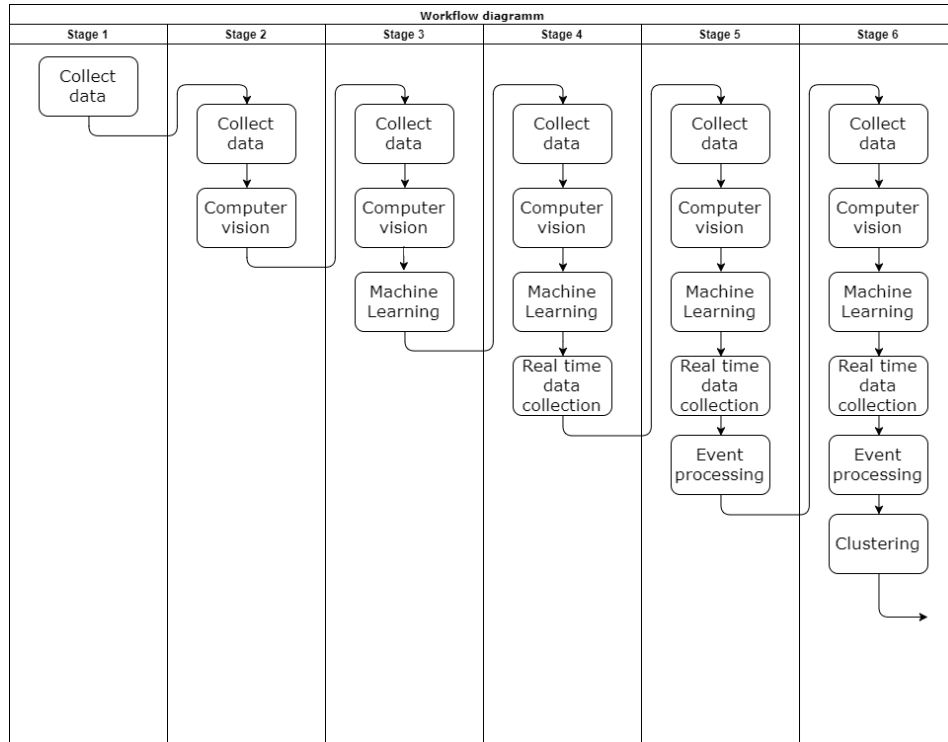 Workflow diagramm
Stage 1
Stage 2
Stage 3
Stage 4
Stage 5
Stage 6
Collect
data
Collect
data
Computer
vision
Collect
data
Computer
vision
Machine
Learning
Collect
data
Computer
vision
Machine
Learning
Real time
data
collection
Collect
data
Computer
vision
Machine
Learning
Real time
data
collection
Event
processing
Collect
data
Computer
vision
Machine
Learning
Real time
data
collection
Event
processing
Clustering